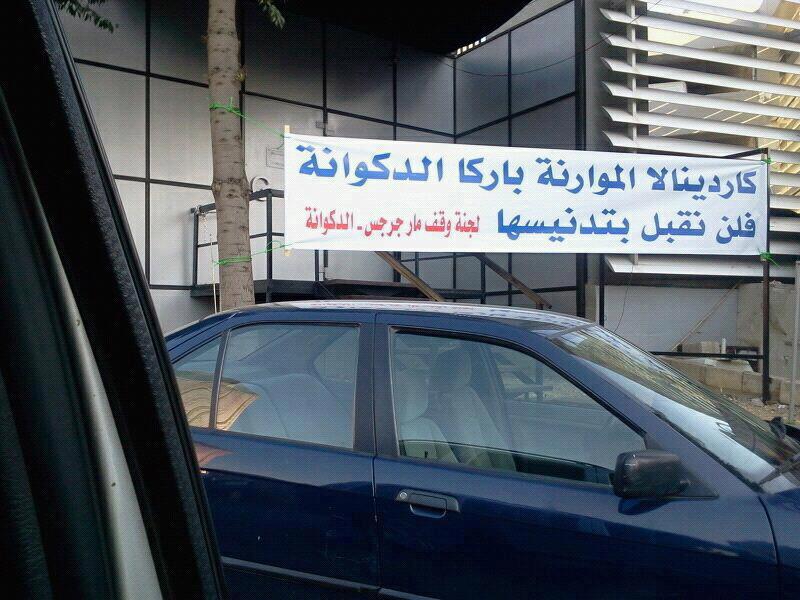 كاردينالا الموارنة باركا الدكوانة
فلن نقبل بتدنيسها لجنة وقف مار جرجس - الدكوانة